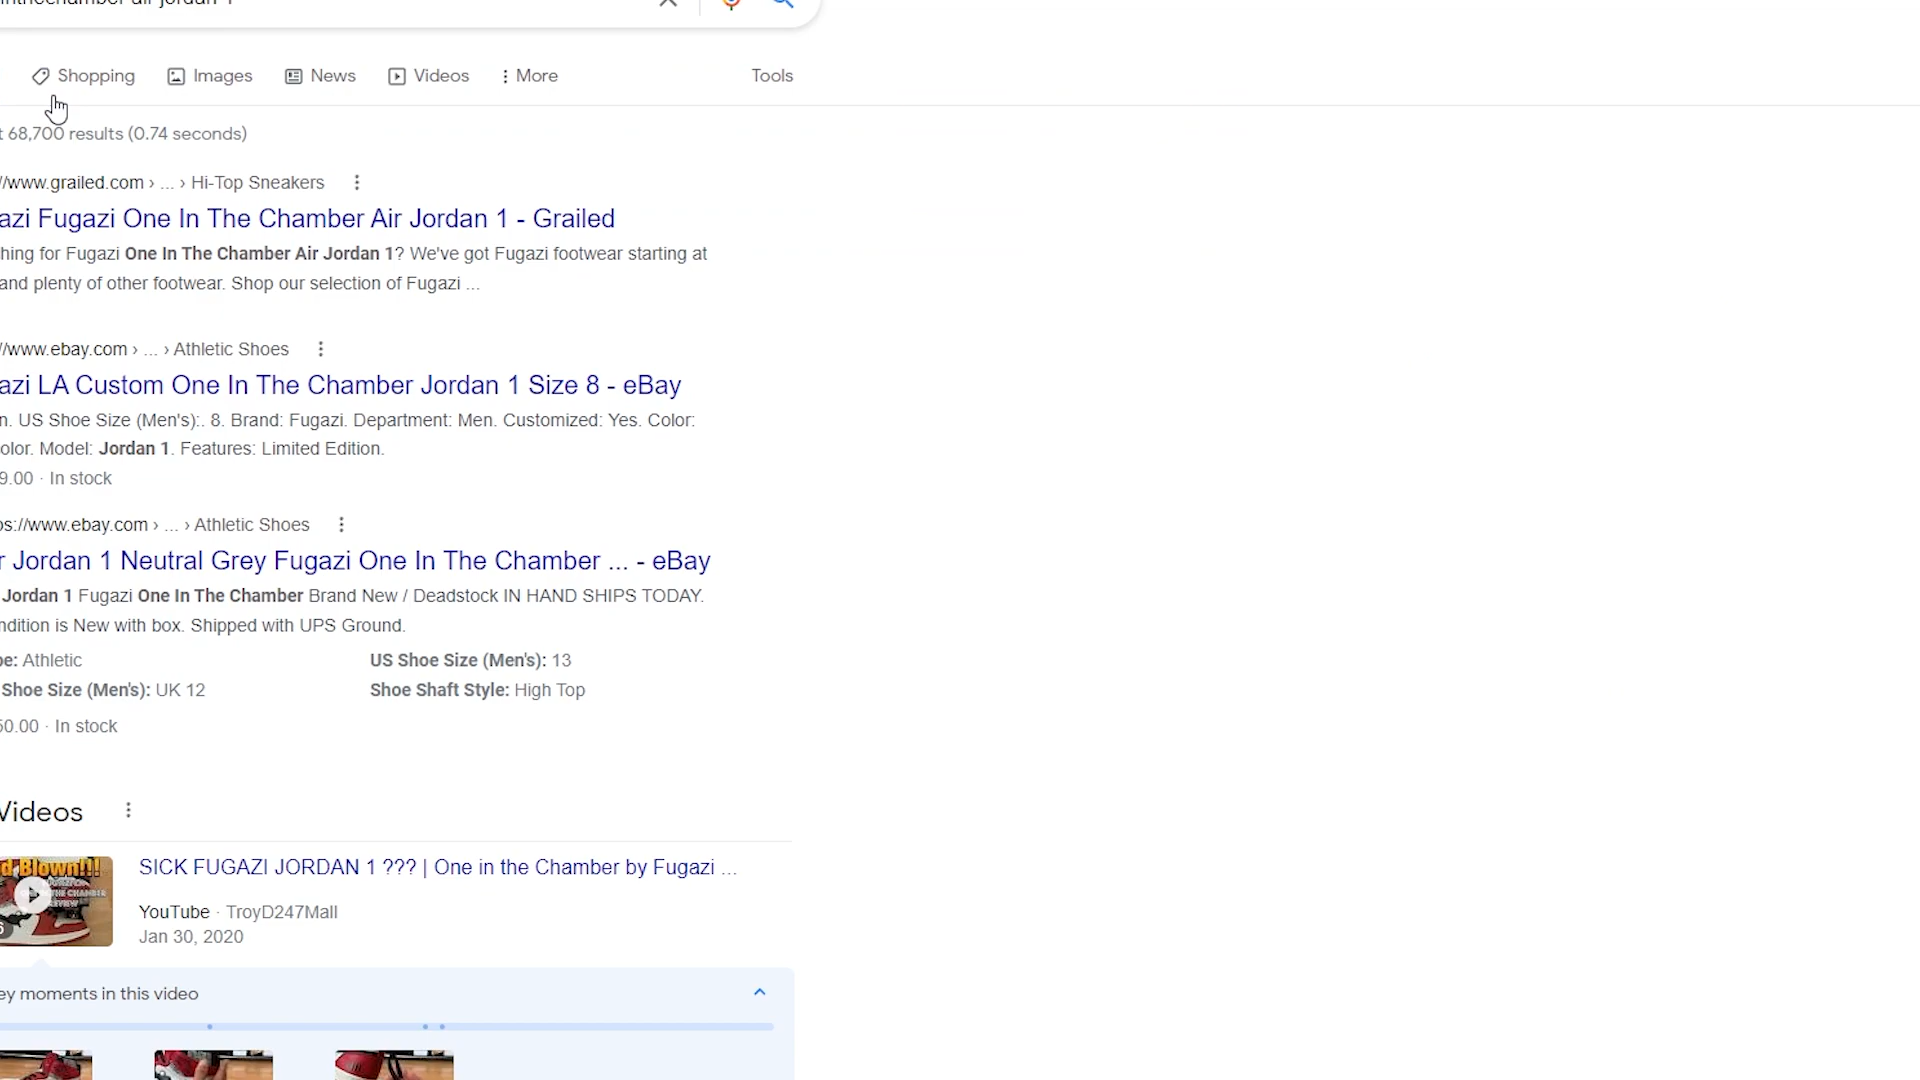 air jordan 1
Shopping Images News Videos More Tools
68,700 results (0.74 seconds)
//www.grailed.com › ... › Hi-Top Sneakers
azi Fugazi One In The Chamber Air Jordan 1 - Grailed
hing for Fugazi One In The Chamber Air Jordan 1? We've got Fugazi footwear starting at
and plenty of other footwear. Shop our selection of Fugazi ...
//www.ebay.com › ... › Athletic Shoes
azi LA Custom One In The Chamber Jordan 1 Size 8 - eBay
n. US Shoe Size (Men's):. 8. Brand: Fugazi. Department: Men. Customized: Yes. Color:
olor. Model: Jordan 1. Features: Limited Edition.
9.00 · In stock
os://www.ebay.com › ... › Athletic Shoes
r Jordan 1 Neutral Grey Fugazi One In The Chamber ... - eBay
Jordan 1 Fugazi One In The Chamber Brand New / Deadstock IN HAND SHIPS TODAY.
ndition is New with box. Shipped with UPS Ground.
pe: Athletic US Shoe Size (Men's): 13
Shoe Size (Men's): UK 12 Shoe Shaft Style: High Top
50.00 · In stock
Videos
d Blown!!!
SICK FUGAZI JORDAN 1 ??? | One in the Chamber by Fugazi ...
YouTube · TroyD247Mall
Jan 30, 2020
ey moments in this video